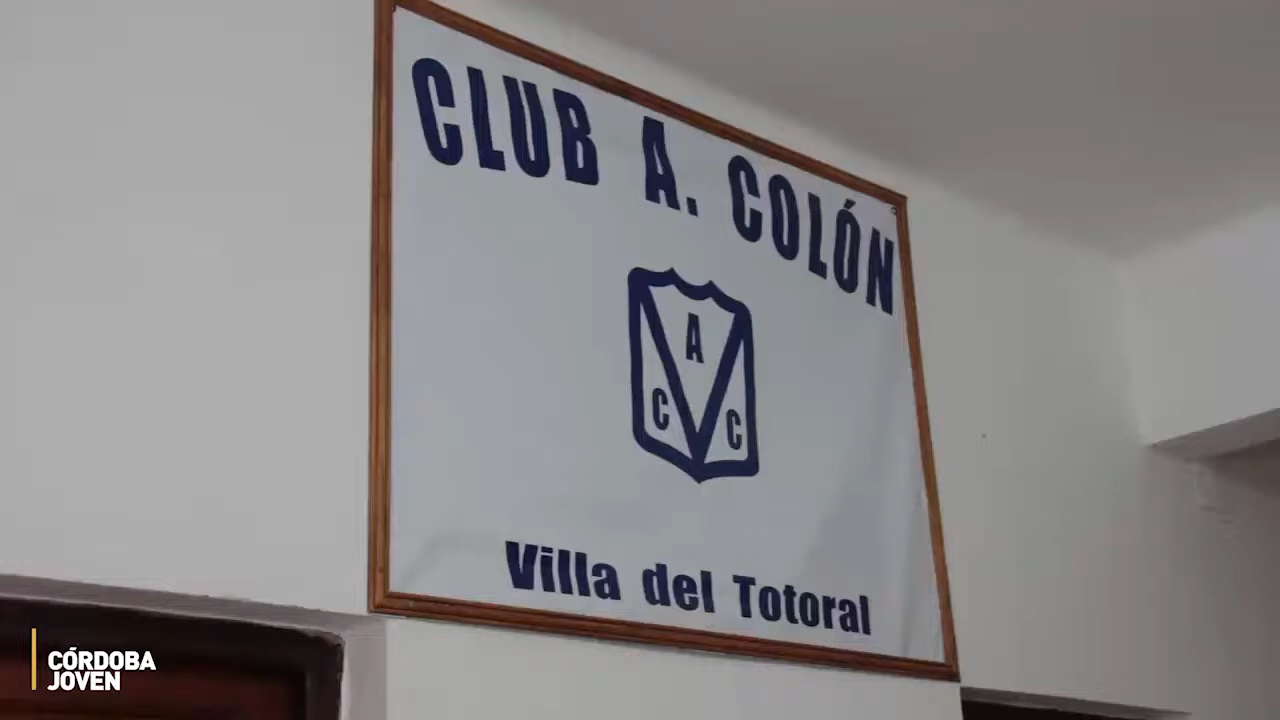 CLUB A. COLÓN
A
C C
Villa del Totoral
CÓRDOBA
JOVEN